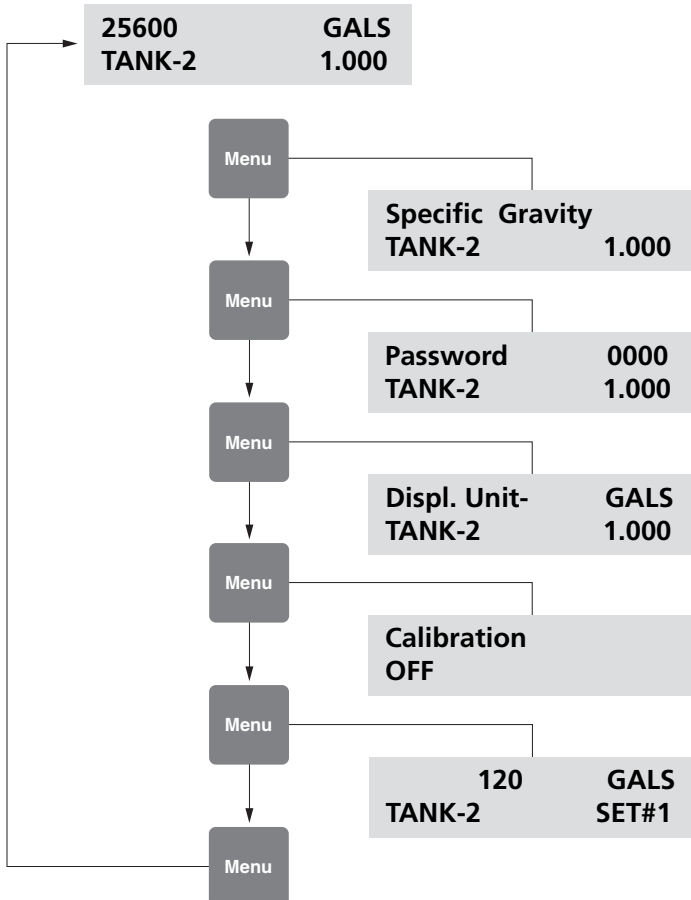 25600 GALS
TANK-2 1.000
Menu
Specific Gravity
TANK-2 1.000
Menu
Password 0000
TANK-2 1.000
Menu
Displ. Unit- GALS
TANK-2 1.000
Menu
Calibration
OFF
Menu
120 GALS
TANK-2 SET#1
Menu